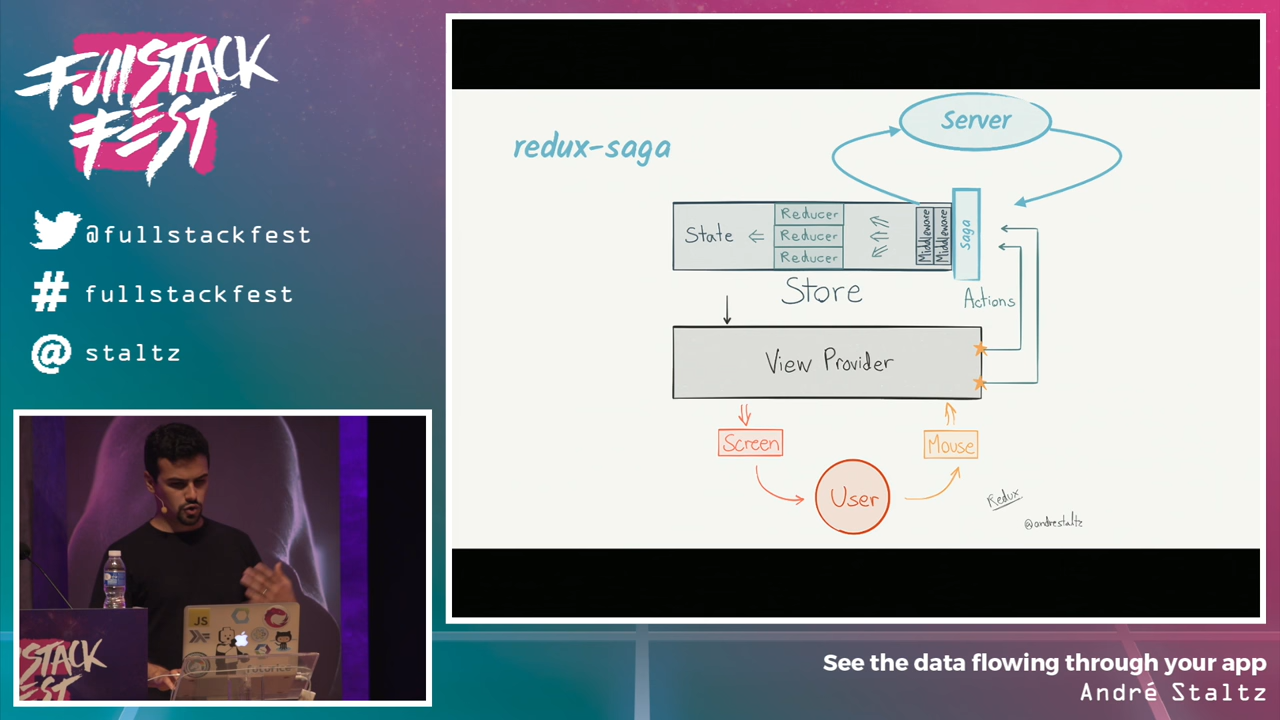 FullSTACK
FEST
@fullstackfest
# fullstackfest
@ staltz
redux-saga
Server
State
Reducer
Reducer
Reducer
Middleware
Middleware
saga
Store
Actions
View Provider
Screen
Mouse
User
Redux
@andrestaltz
JS
STACK
FEST
futurice
See the data flowing through your app
André Staltz